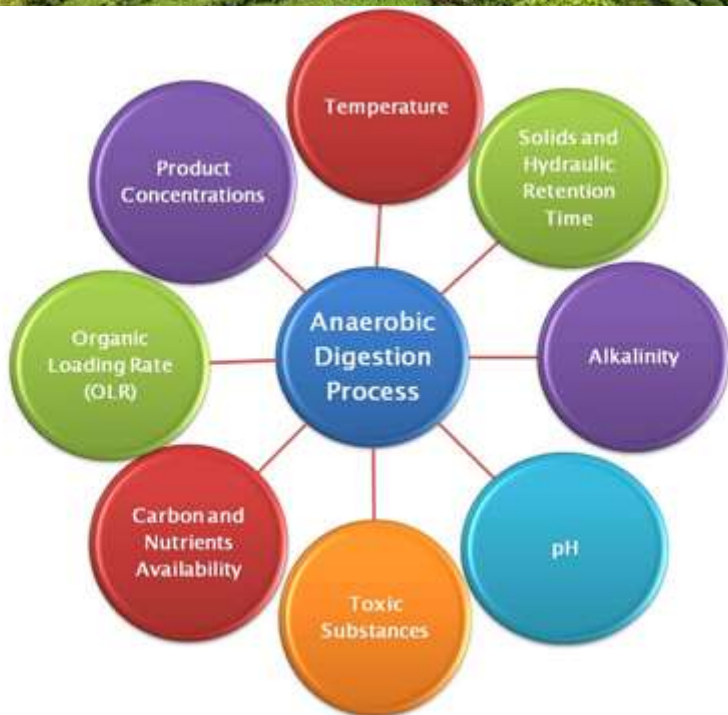 Temperature
Solids and
Hydraulic
Retention
Time
Product
Concentrations
Anaerobic
Digestion
Process
Alkalinity
Organic
Loading Rate
(OLR)
Carbon and
Nutrients
Availability
pH
Toxic
Substances